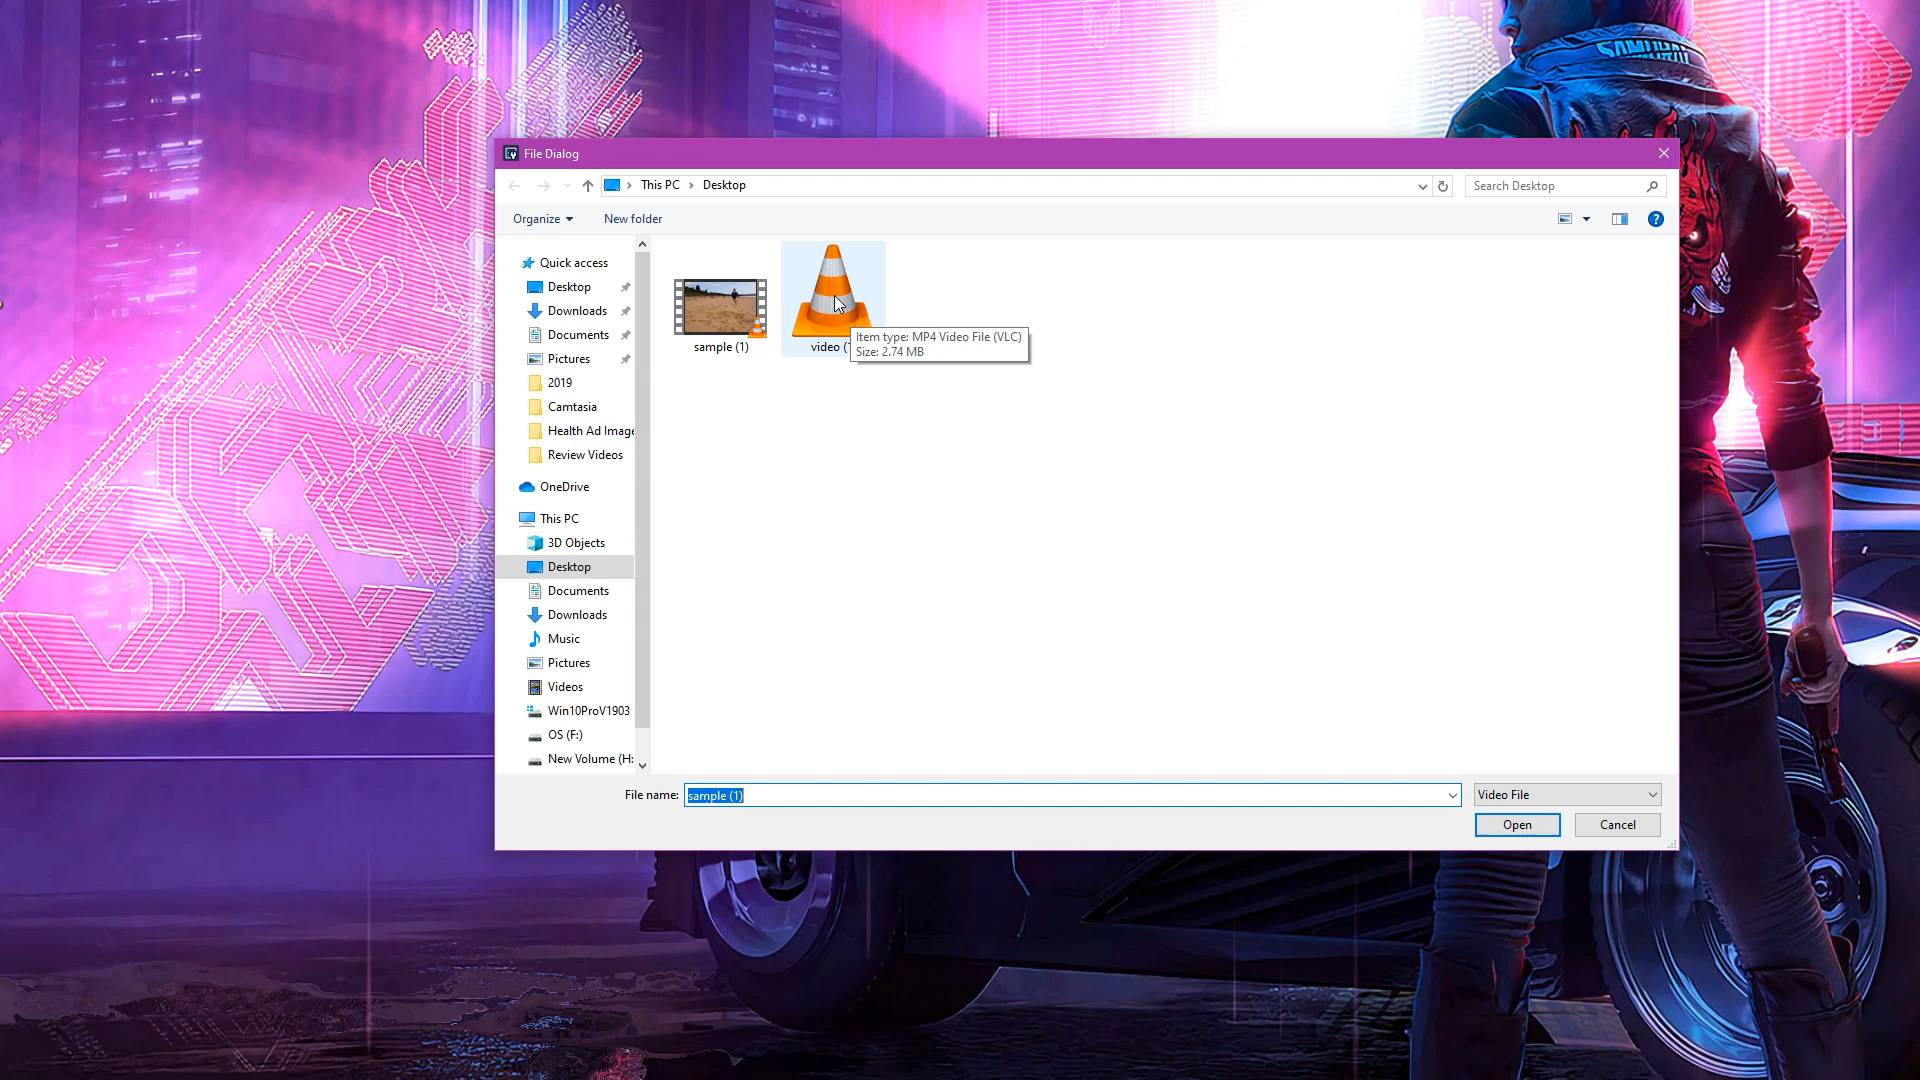 SAMURAI
File Dialog
This PC
Desktop
Search Desktop
Organize
New folder
Quick access
Desktop
Downloads
Documents
Pictures
2019
Camtasia
Health Ad Image
Review Videos
OneDrive
This PC
3D Objects
Desktop
Documents
Downloads
Music
Pictures
Videos
Win10ProV1903
OS (F:)
New Volume (H:
sample (1)
video (
Item type: MP4 Video File (VLC)
Size: 2.74 MB
File name: sample (1)
Video File
Open
Cancel